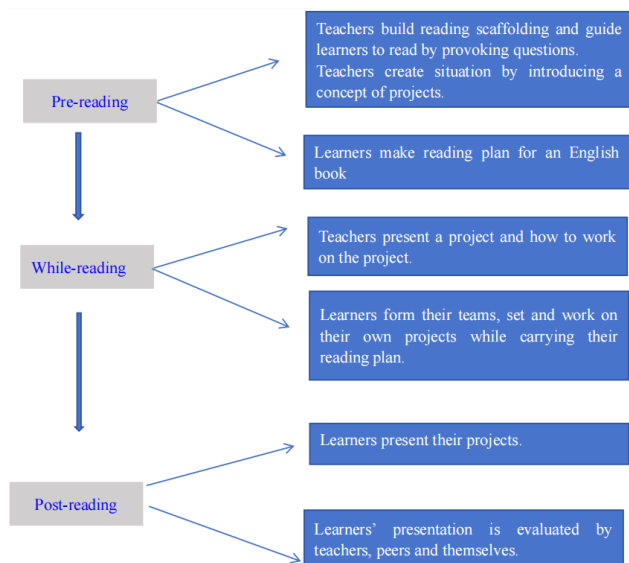 Teachers build reading scaffolding and guide
learners to read by provoking questions.
Teachers create situation by introducing a
concept of projects.
Pre-reading
Learners make reading plan for an English
book
Teachers present a project and how to work
on the project.
While-reading
Learners form their teams, set and work on
their own projects while carrying their
reading plan.
Learners present their projects.
Post-reading
Learners’ presentation is evaluated by
teachers, peers and themselves.